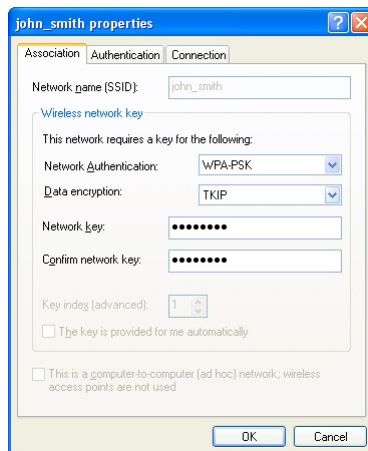 john_smith properties
Association Authentication Connection
Network name (SSID): john_smith
Wireless network key
This network requires a key for the following:
Network Authentication: WPA-PSK
Data encryption: TKIP
Network key: ••••••••
Confirm network key: ••••••••
Key index (advanced): 1
The key is provided for me automatically
This is a computer-to-computer (ad hoc) network; wireless
access points are not used
OK Cancel